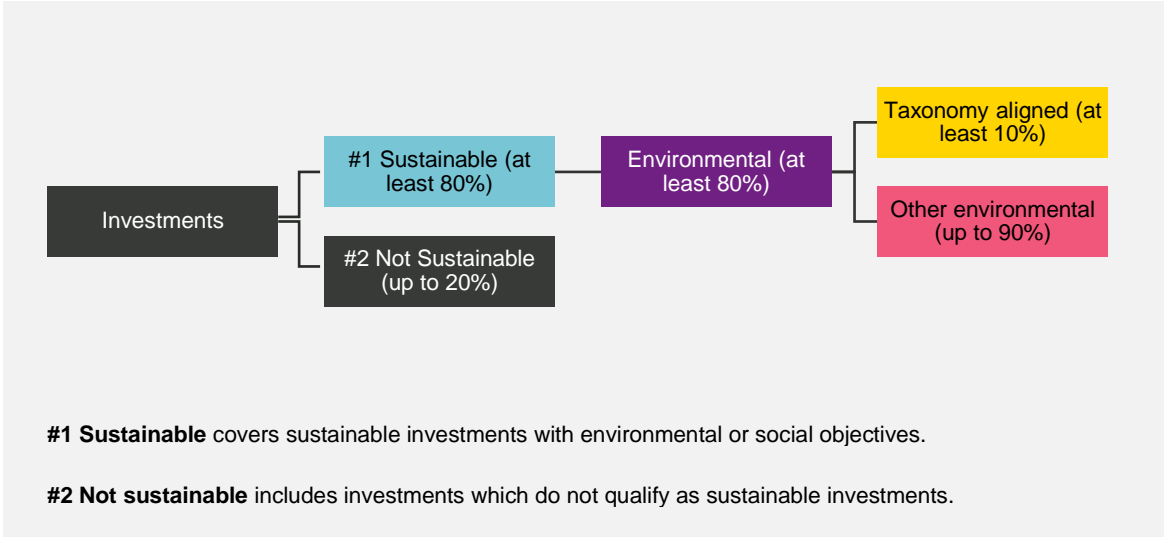 Investments
#1 Sustainable (at
least 80%)
#2 Not Sustainable
(up to 20%)
Environmental (at
least 80%)
Taxonomy aligned (at
least 10%)
Other environmental
(up to 90%)
#1 Sustainable covers sustainable investments with environmental or social objectives.
#2 Not sustainable includes investments which do not qualify as sustainable investments.